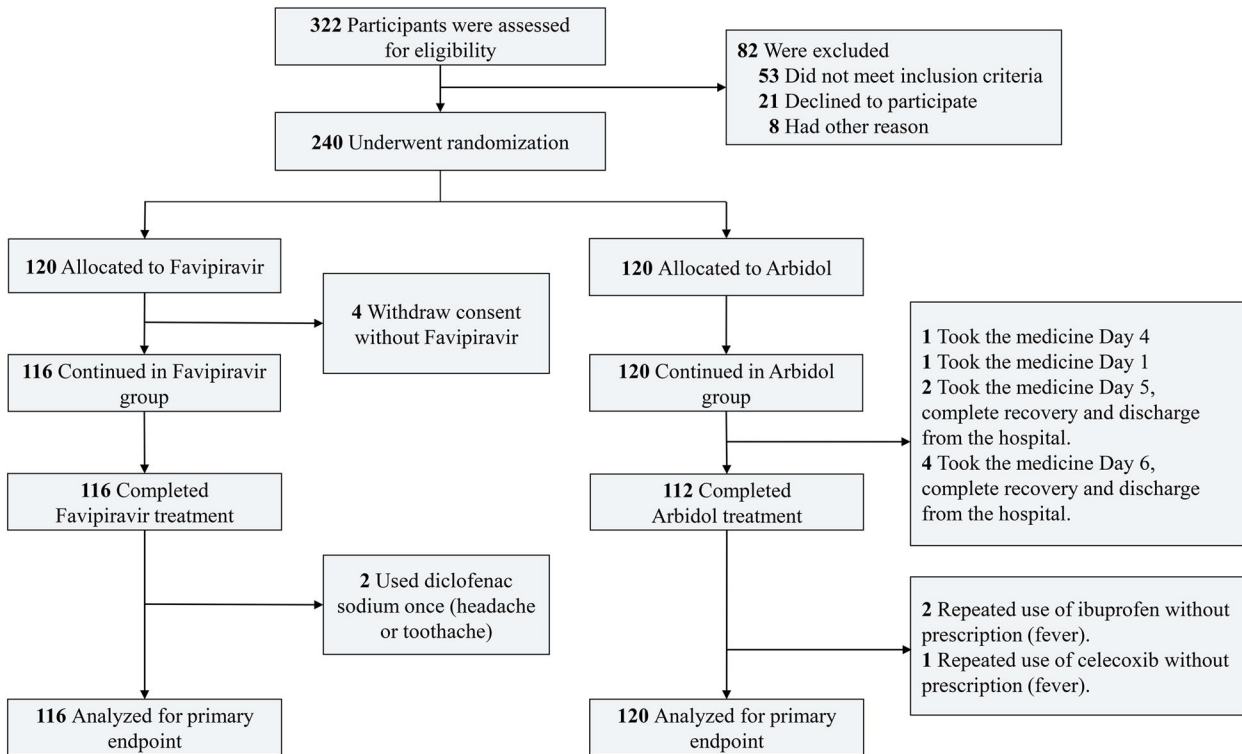 322 Participants were assessed
for eligibility
82 Were excluded
53 Did not meet inclusion criteria
21 Declined to participate
8 Had other reason
240 Underwent randomization
120 Allocated to Favipiravir
120 Allocated to Arbidol
4 Withdraw consent
without Favipiravir
116 Continued in Favipiravir
group
120 Continued in Arbidol
group
1 Took the medicine Day 4
1 Took the medicine Day 1
2 Took the medicine Day 5,
complete recovery and discharge
from the hospital.
4 Took the medicine Day 6,
complete recovery and discharge
from the hospital.
116 Completed
Favipiravir treatment
112 Completed
Arbidol treatment
2 Used diclofenac
sodium once (headache
or toothache)
2 Repeated use of ibuprofen without
prescription (fever).
1 Repeated use of celecoxib without
prescription (fever).
116 Analyzed for primary
endpoint
120 Analyzed for primary
endpoint